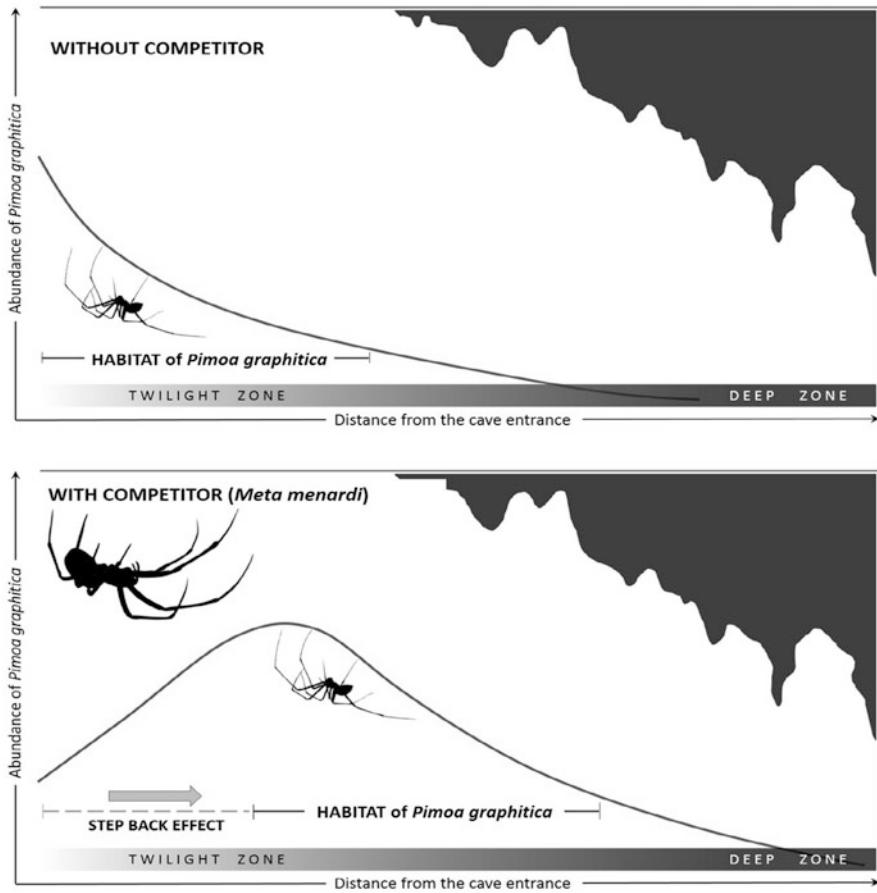 WITHOUT COMPETITOR
Abundance of Pimoa graphitica
HABITAT of Pimoa graphitica
TWILIGHT ZONE
DEEP ZONE
Distance from the cave entrance
WITH COMPETITOR (Meta menardi)
Abundance of Pimoa graphitica
HABITAT of Pimoa graphitica
STEP BACK EFFECT
TWILIGHT ZONE
DEEP ZONE
Distance from the cave entrance